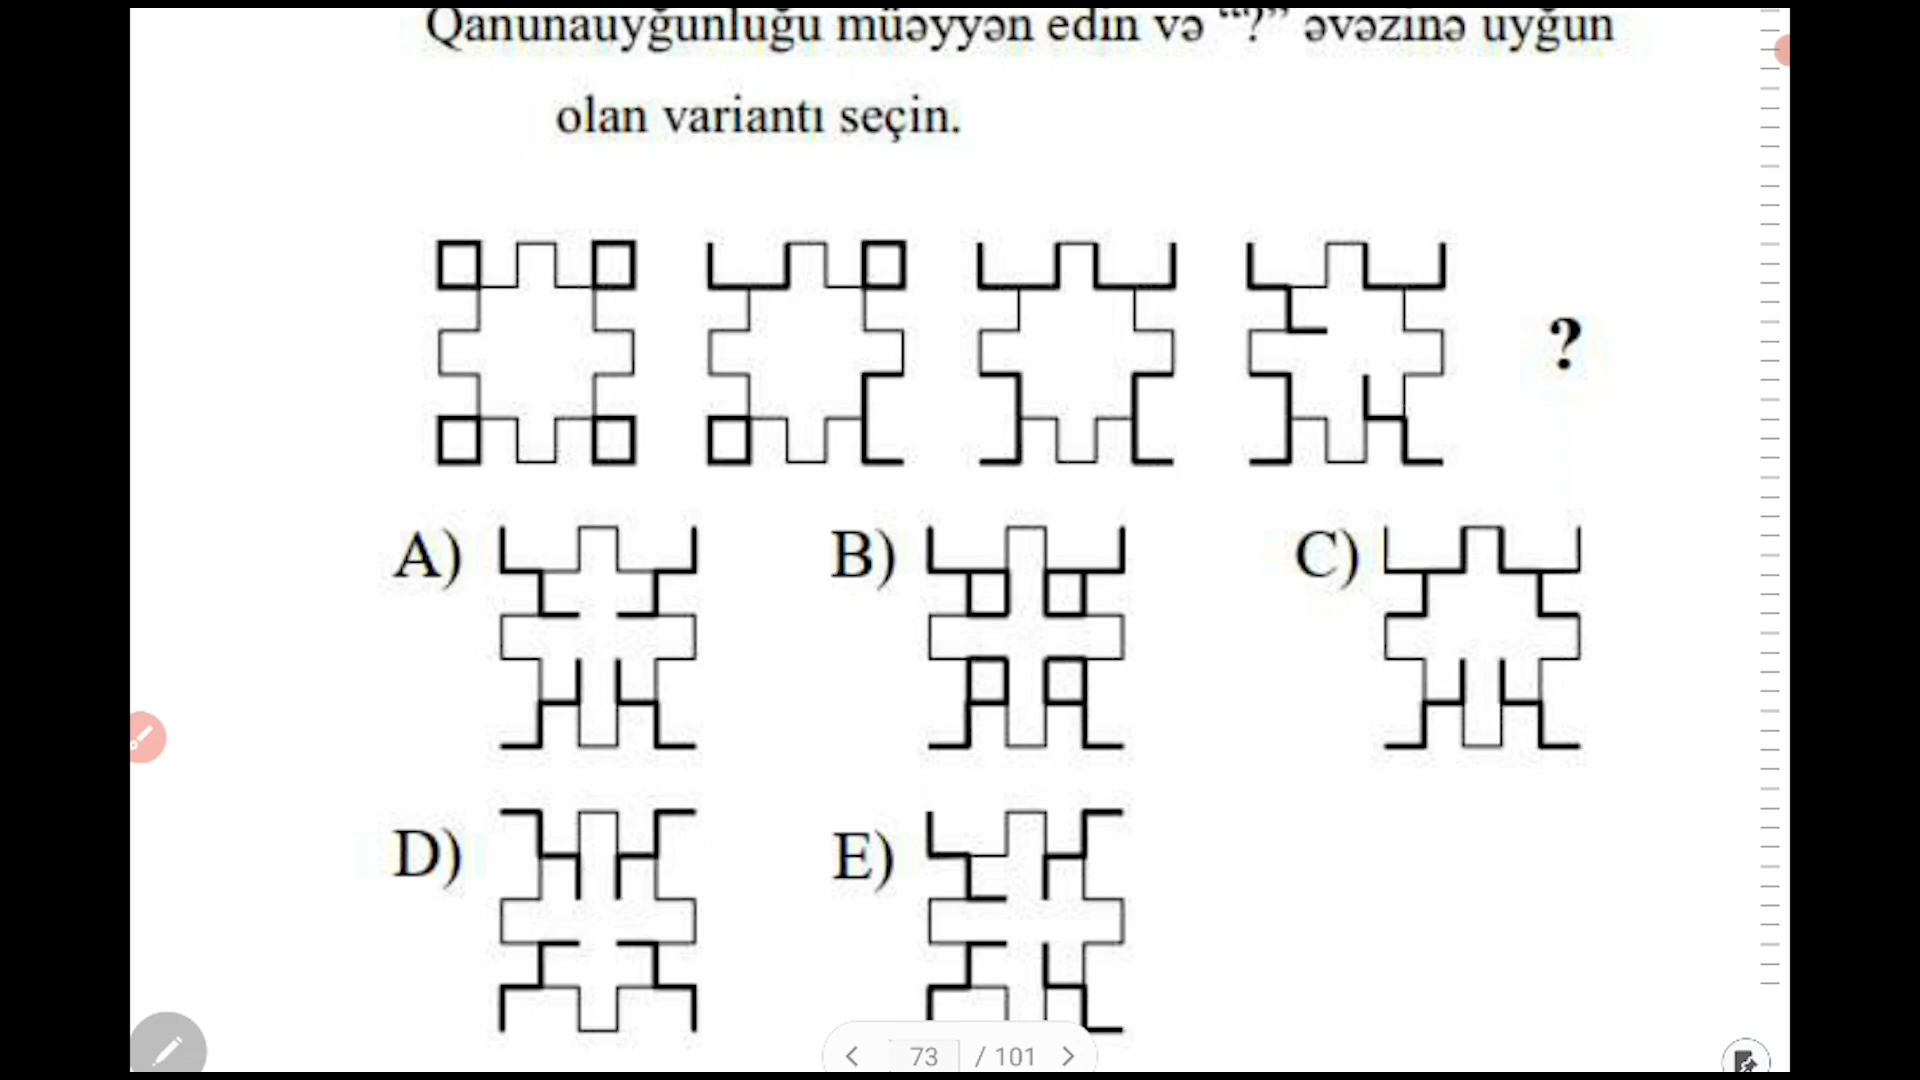 Qanunauyğunluğu müəyyən edin və “‘?” əvəzinə uyğun
olan variantı seçin.
?
A) B) C)
D) E)
73 / 101